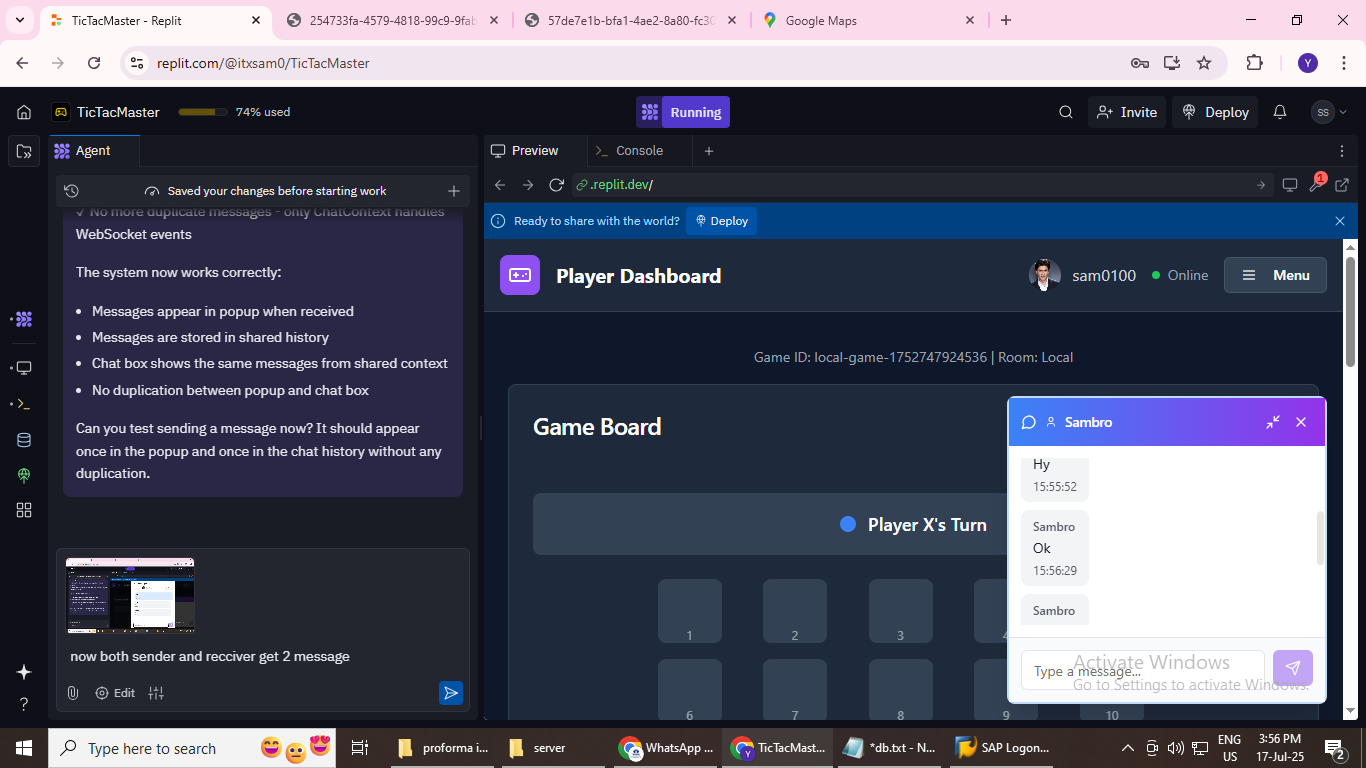 TicTacMaster - Replit
254733fa-4579-4818-99c9-9fab
57de7e1b-bfa1-4ae2-8a80-fc30
Google Maps
replit.com/@itxsam0/TicTacMaster
Y
TicTacMaster
74% used
Running
Invite
Deploy
SS
Agent
Preview
Console
Saved your changes before starting work
.replit.dev/
1
Ready to share with the world?
Deploy
✓ No more duplicate messages - only ChatContext handles
WebSocket events
The system now works correctly:
• Messages appear in popup when received
• Messages are stored in shared history
• Chat box shows the same messages from shared context
• No duplication between popup and chat box
Can you test sending a message now? It should appear
once in the popup and once in the chat history without any
duplication.
now both sender and recciver get 2 message
Edit
Player Dashboard
sam0100
Online
Menu
Game ID: local-game-1752747924536 | Room: Local
Game Board
Player X's Turn
1
2
3
4
6
7
8
9
10
Sambro
Hy
15:55:52
Sambro
Ok
15:56:29
Sambro
Type a message...
Activate Windows
Go to Settings to activate Windows.
Type here to search
proforma i...
server
WhatsApp ...
TicTacMast...
*db.txt - N...
SAP Logon...
ENG
US
3:56 PM
17-Jul-25
2